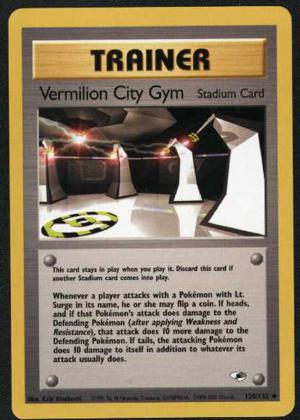 TRAINER
Vermilion City Gym Stadium Card
This card stays in play when you play it. Discard this card if
another Stadium card comes into play.
Whenever a player attacks with a Pokémon with Lt.
Surge in its name, he or she may flip a coin. If heads,
and if that Pokémon's attack does damage to the
Defending Pokémon (after applying Weakness and
Resistance), that attack does 10 more damage to the
Defending Pokémon. If tails, the attacking Pokémon
does 10 damage to itself in addition to whatever its
attack usually does.
Illus. 120/132